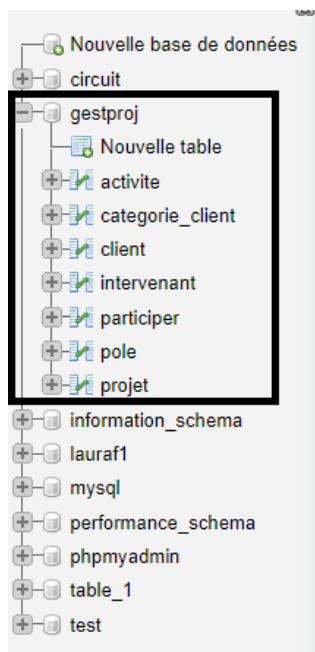 Nouvelle base de données
circuit
gestproj
Nouvelle table
activite
categorie_client
client
intervenant
participer
pole
projet
information_schema
lauraf1
mysql
performance_schema
phpmyadmin
table_1
test